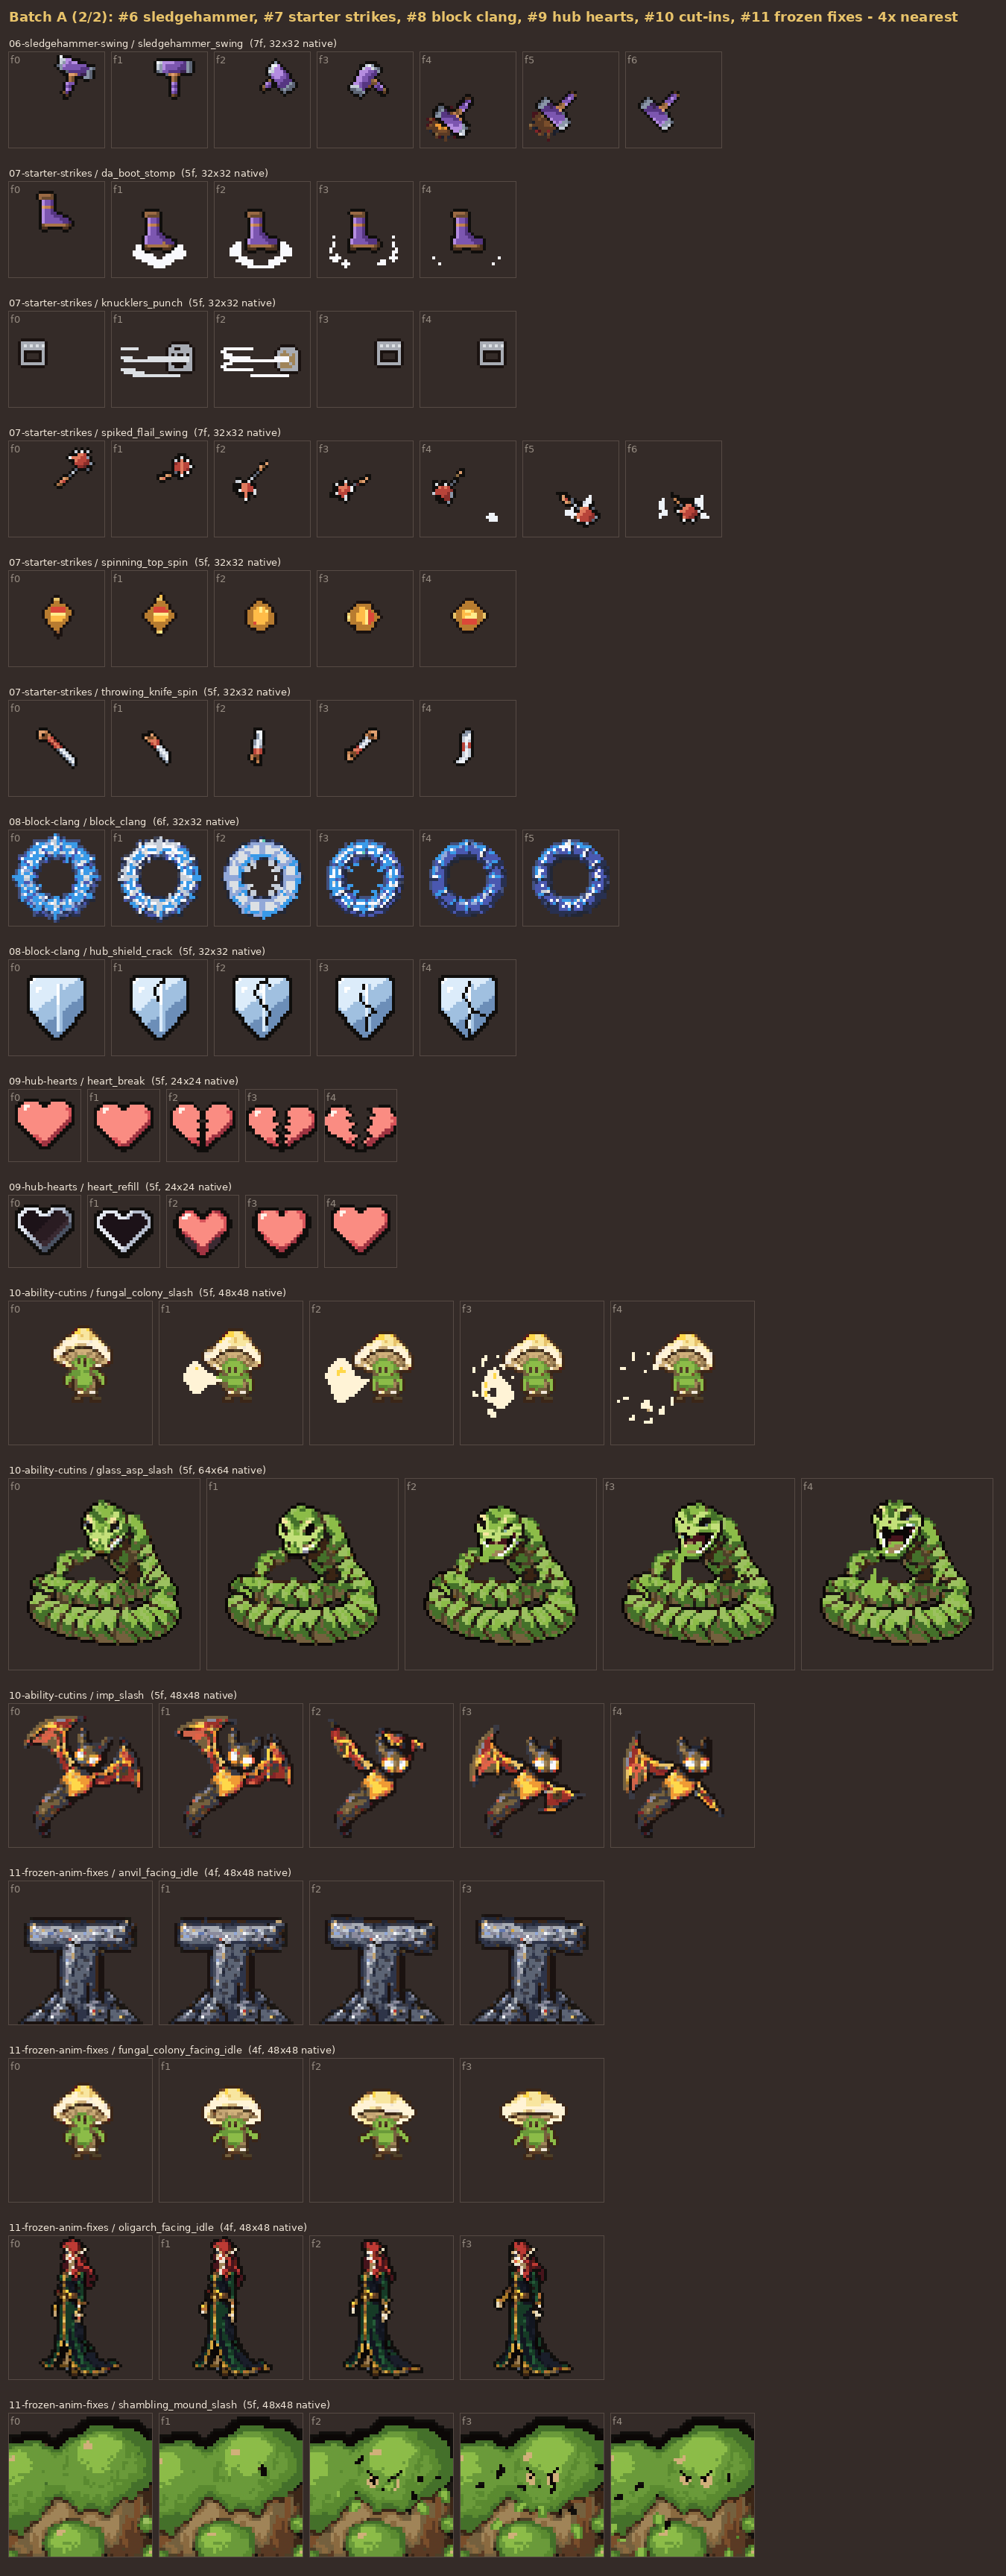 Batch A (2/2): #6 sledgehammer, #7 starter strikes, #8 block clang, #9 hub hearts, #10 cut-ins, #11 frozen fixes - 4x nearest
06-sledgehammer-swing / sledgehammer_swing (7f, 32x32 native)
f0 f1 f2 f3 f4 f5 f6
07-starter-strikes / da_boot_stomp (5f, 32x32 native)
f0 f1 f2 f3 f4
07-starter-strikes / knucklers_punch (5f, 32x32 native)
f0 f1 f2 f3 f4
07-starter-strikes / spiked_flail_swing (7f, 32x32 native)
f0 f1 f2 f3 f4 f5 f6
07-starter-strikes / spinning_top_spin (5f, 32x32 native)
f0 f1 f2 f3 f4
07-starter-strikes / throwing_knife_spin (5f, 32x32 native)
f0 f1 f2 f3 f4
08-block-clang / block_clang (6f, 32x32 native)
f0 f1 f2 f3 f4 f5
08-block-clang / hub_shield_crack (5f, 32x32 native)
f0 f1 f2 f3 f4
09-hub-hearts / heart_break (5f, 24x24 native)
f0 f1 f2 f3 f4
09-hub-hearts / heart_refill (5f, 24x24 native)
f0 f1 f2 f3 f4
10-ability-cutins / fungal_colony_slash (5f, 48x48 native)
f0 f1 f2 f3 f4
10-ability-cutins / glass_asp_slash (5f, 64x64 native)
f0 f1 f2 f3 f4
10-ability-cutins / imp_slash (5f, 48x48 native)
f0 f1 f2 f3 f4
11-frozen-anim-fixes / anvil_facing_idle (4f, 48x48 native)
f0 f1 f2 f3
11-frozen-anim-fixes / fungal_colony_facing_idle (4f, 48x48 native)
f0 f1 f2 f3
11-frozen-anim-fixes / oligarch_facing_idle (4f, 48x48 native)
f0 f1 f2 f3
11-frozen-anim-fixes / shambling_mound_slash (5f, 48x48 native)
f0 f1 f2 f3 f4